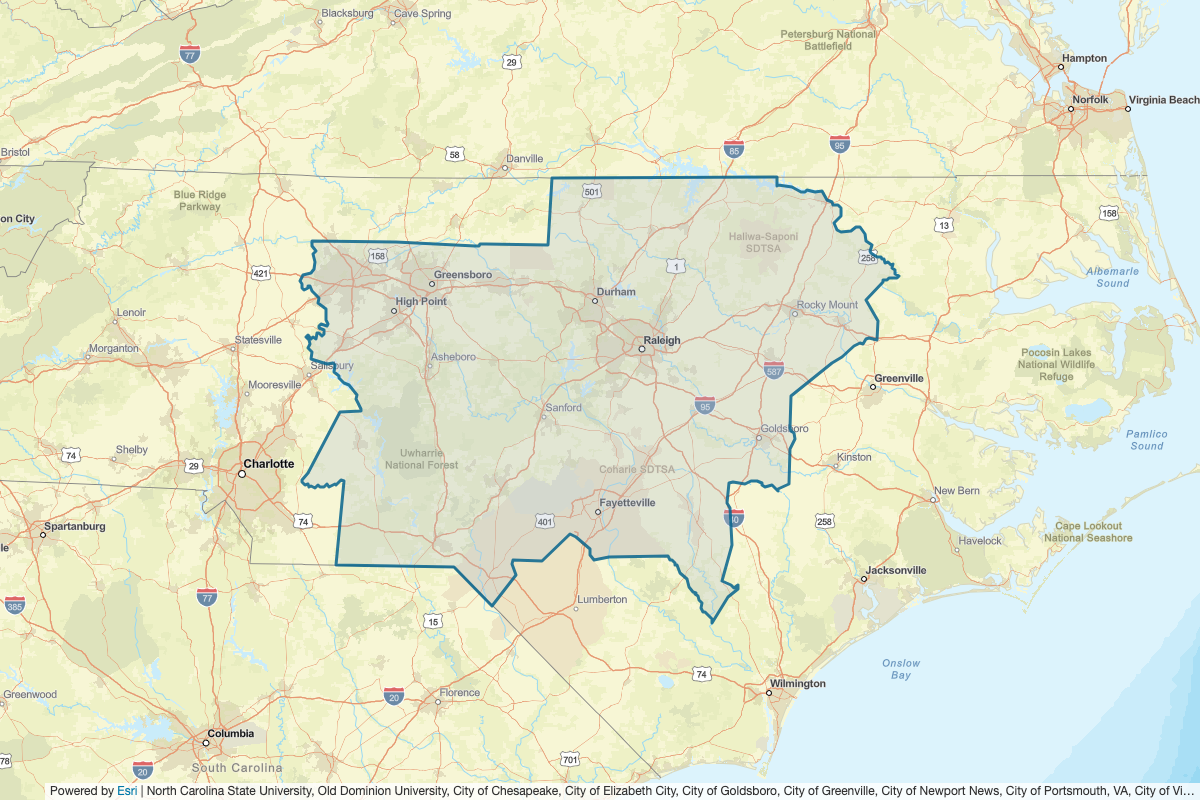 Blacksburg
Cave Spring
77
29
Petersburg National
Battlefield
Hampton
Norfolk
Virginia Beach
85
95
58
Danville
Bristol
Blue Ridge
Parkway
501
on City
158
13
Haliwa-Saponi
SDTSA
158
258
421
Greensboro
1
Albemarle
Sound
Durham
High Point
Rocky Mount
Lenoir
Statesville
Raleigh
Morganton
Asheboro
Salisbury
Pocosin Lakes
National Wildlife
Refuge
587
Mooresville
Greenville
95
Sanford
Goldsboro
Shelby
74
29
Charlotte
Uwharrie
National Forest
Coharie SDTSA
Kinston
Pamlico
Sound
New Bern
Fayetteville
401
40
258
74
Spartanburg
Cape Lookout
National Seashore
le
Havelock
Jacksonville
385
77
Lumberton
15
Onslow
Bay
74
Wilmington
Greenwood
20
Florence
Columbia
78
20
South Carolina
701
Powered by Esri | North Carolina State University, Old Dominion University, City of Chesapeake, City of Elizabeth City, City of Goldsboro, City of Greenville, City of Newport News, City of Portsmouth, VA, City of Vi...